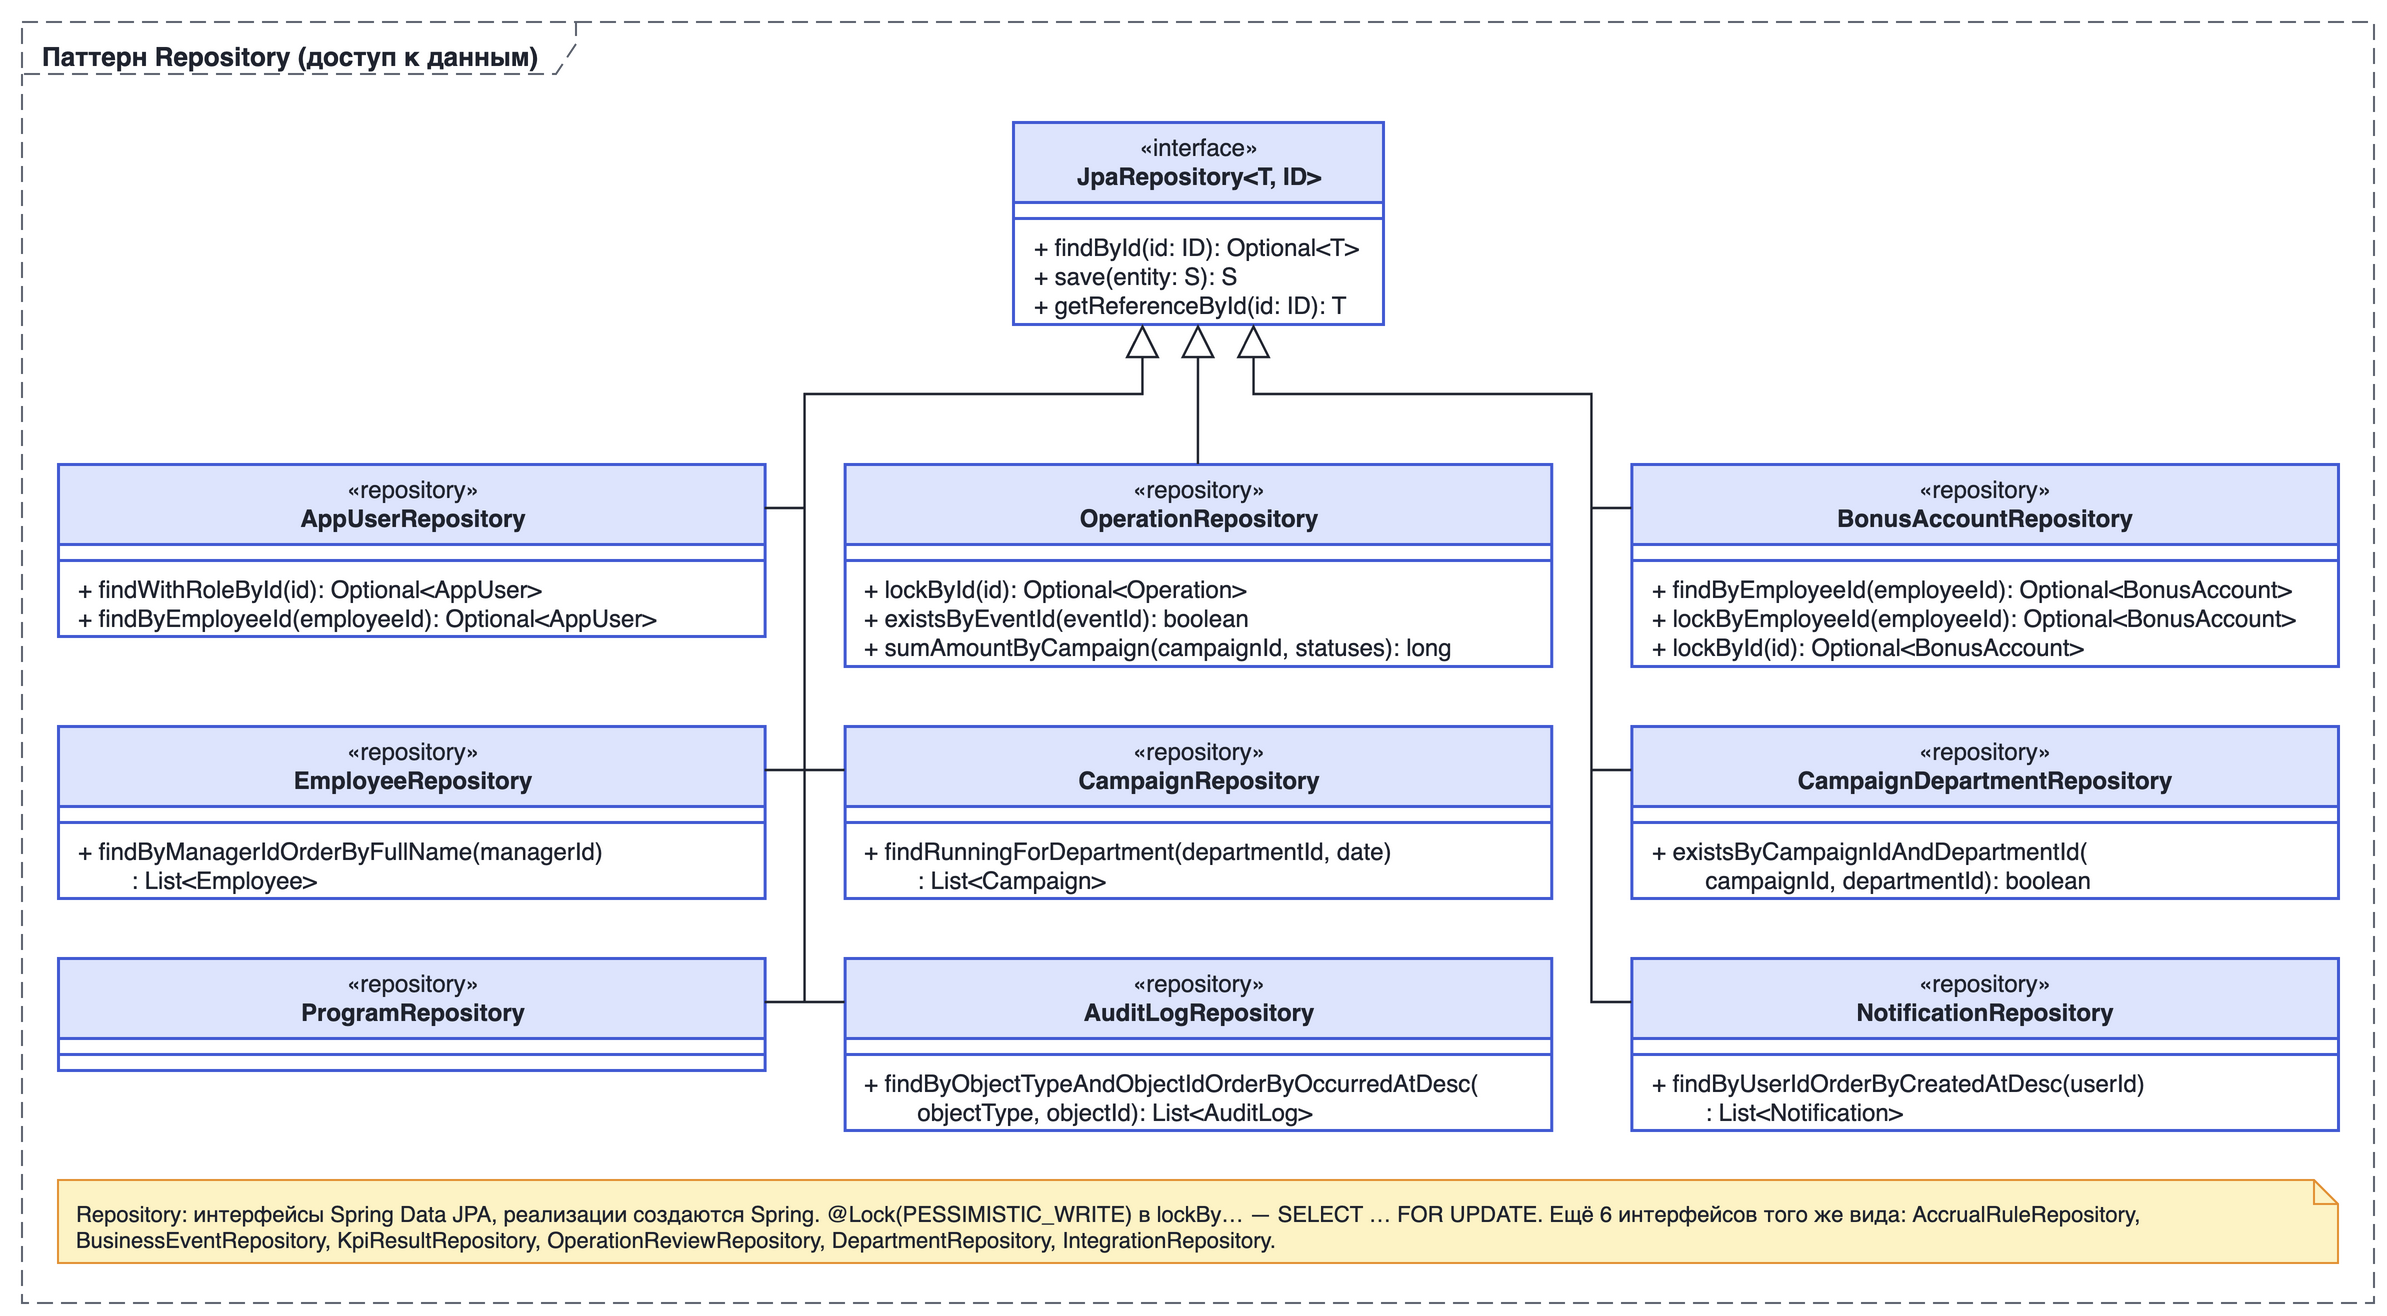 Паттерн Repository (доступ к данным)
«interface»
JpaRepository<T, ID>
+ findById(id: ID): Optional<T>
+ save(entity: S): S
+ getReferenceById(id: ID): T
«repository»
AppUserRepository
+ findWithRoleById(id): Optional<AppUser>
+ findByEmployeeId(employeeId): Optional<AppUser>
«repository»
OperationRepository
+ lockById(id): Optional<Operation>
+ existsByEventId(eventId): boolean
+ sumAmountByCampaign(campaignId, statuses): long
«repository»
BonusAccountRepository
+ findByEmployeeId(employeeId): Optional<BonusAccount>
+ lockByEmployeeId(employeeId): Optional<BonusAccount>
+ lockById(id): Optional<BonusAccount>
«repository»
EmployeeRepository
+ findByManagerIdOrderByFullName(managerId)
: List<Employee>
«repository»
CampaignRepository
+ findRunningForDepartment(departmentId, date)
: List<Campaign>
«repository»
CampaignDepartmentRepository
+ existsByCampaignIdAndDepartmentId(
campaignId, departmentId): boolean
«repository»
ProgramRepository
«repository»
AuditLogRepository
+ findByObjectTypeAndObjectIdOrderByOccurredAtDesc(
objectType, objectId): List<AuditLog>
«repository»
NotificationRepository
+ findByUserIdOrderByCreatedAtDesc(userId)
: List<Notification>
Repository: интерфейсы Spring Data JPA, реализации создаются Spring. @Lock(PESSIMISTIC_WRITE) в lockBy… — SELECT … FOR UPDATE. Ещё 6 интерфейсов того же вида: AccrualRuleRepository,
BusinessEventRepository, KpiResultRepository, OperationReviewRepository, DepartmentRepository, IntegrationRepository.